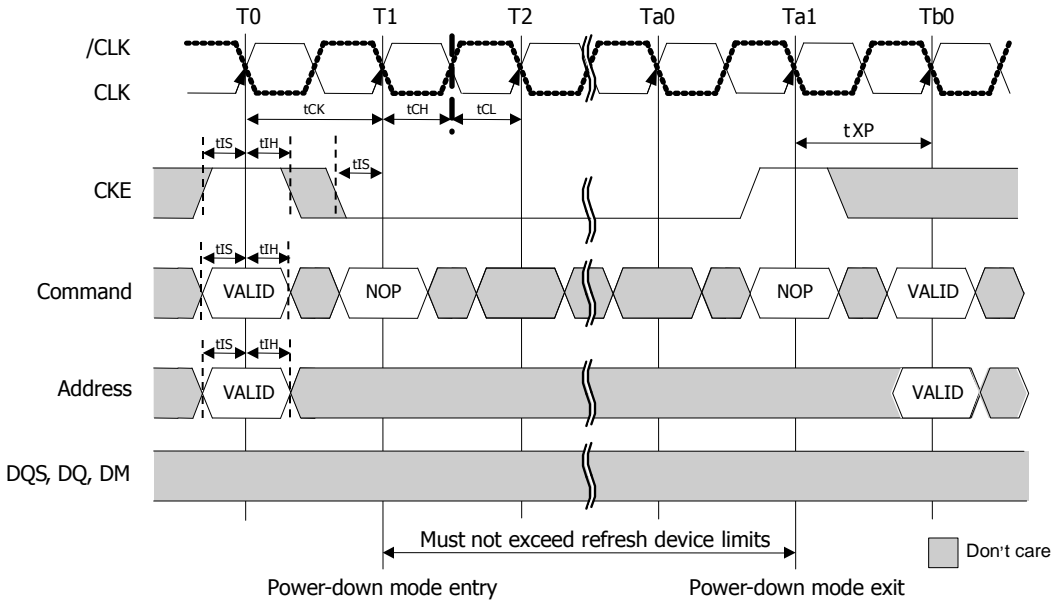 T0 T1 T2 Ta0 Ta1 Tb0
/CLK
CLK
tCK tCH tCL
tXP
tIS tIH tIS
CKE
tIS tIH
Command VALID NOP NOP VALID
tIS tIH
Address VALID VALID
DQS, DQ, DM
Must not exceed refresh device limits
Don't care
Power-down mode entry Power-down mode exit